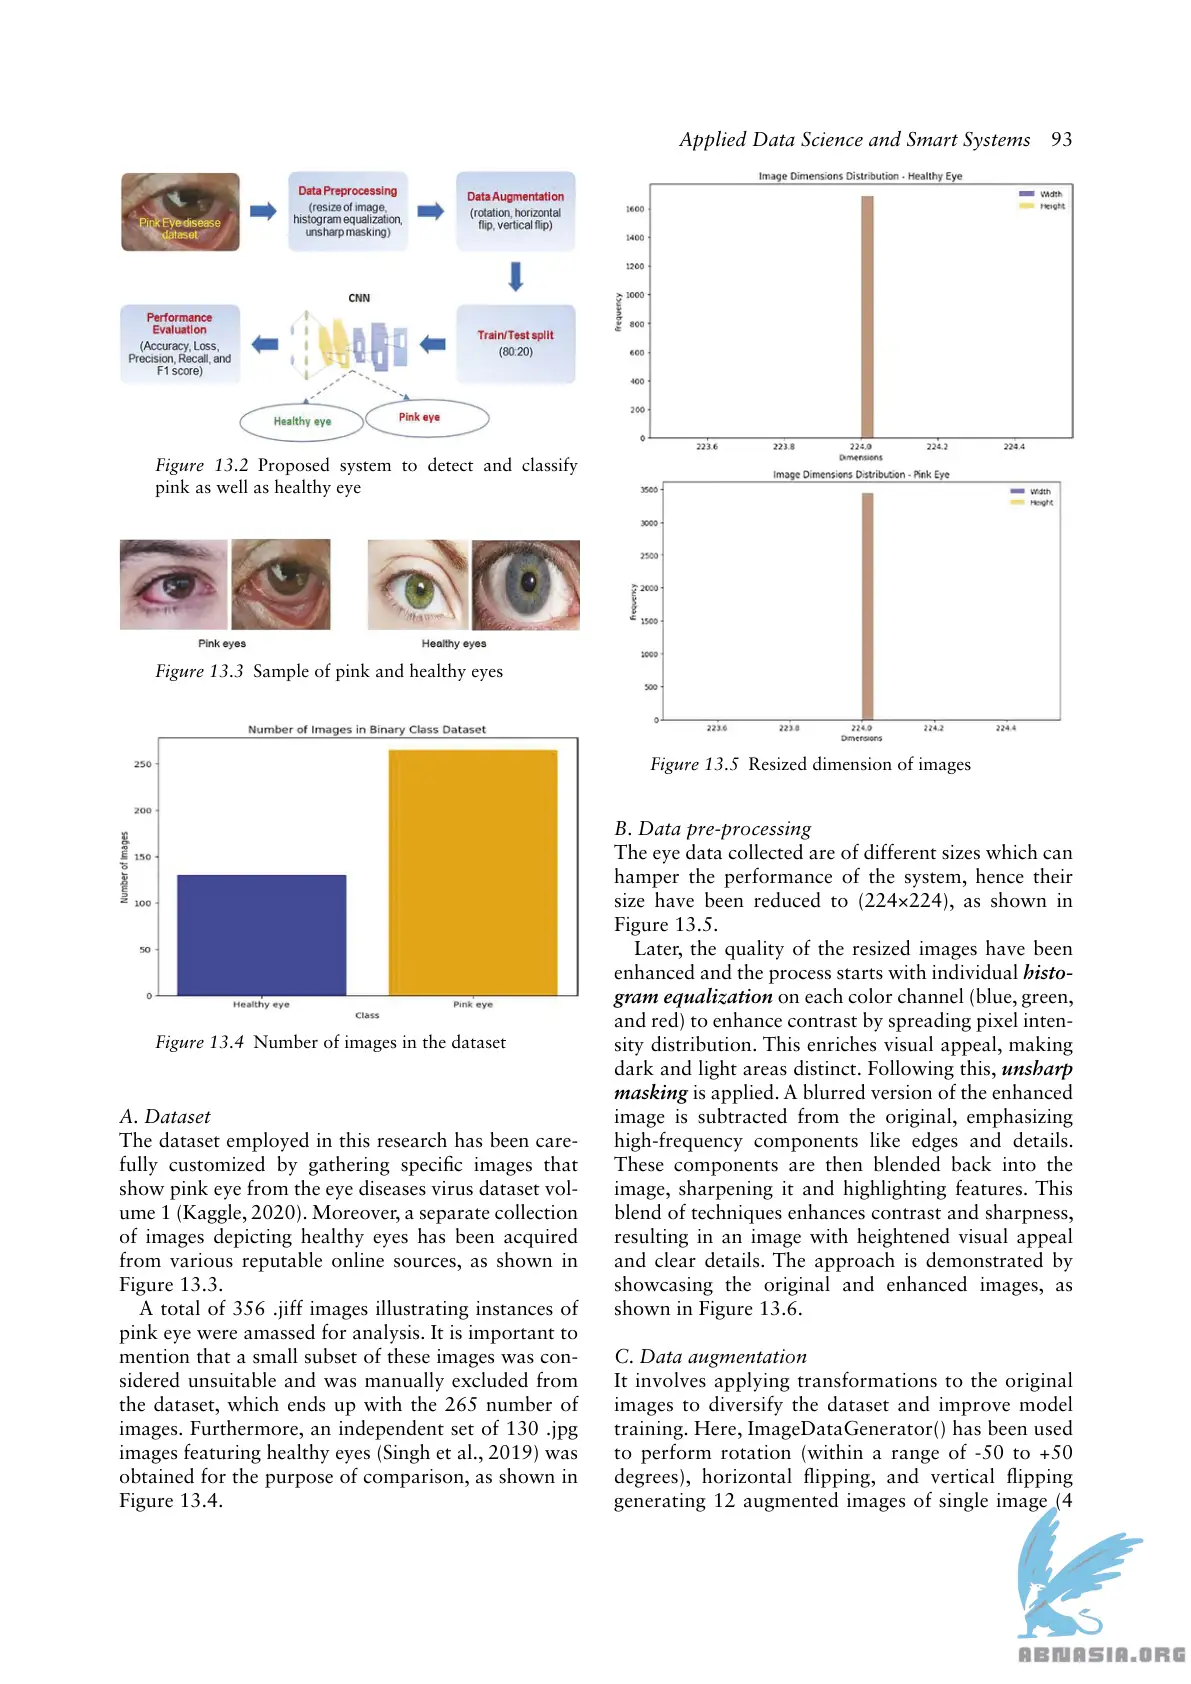 Applied Data Science and Smart Systems 93
Pink Eye disease
dataset
Data Preprocessing
(resize of image,
histogram equalization,
unsharp masking)
Data Augmentation
(rotation, horizontal
flip, vertical flip)
Performance
Evaluation
(Accuracy, Loss,
Precision, Recall, and
F1 score)
CNN
Train/Test split
(80:20)
Healthy eye
Pink eye
Figure 13.2 Proposed system to detect and classify
pink as well as healthy eye
Pink eyes
Healthy eyes
Figure 13.3 Sample of pink and healthy eyes
Number of Images in Binary Class Dataset
Number of Images
250
200
150
100
50
0
Healthy eye
Pink eye
Class
Figure 13.4 Number of images in the dataset
A. Dataset
The dataset employed in this research has been care-
fully customized by gathering specific images that
show pink eye from the eye diseases virus dataset vol-
ume 1 (Kaggle, 2020). Moreover, a separate collection
of images depicting healthy eyes has been acquired
from various reputable online sources, as shown in
Figure 13.3.
A total of 356 .jiff images illustrating instances of
pink eye were amassed for analysis. It is important to
mention that a small subset of these images was con-
sidered unsuitable and was manually excluded from
the dataset, which ends up with the 265 number of
images. Furthermore, an independent set of 130 .jpg
images featuring healthy eyes (Singh et al., 2019) was
obtained for the purpose of comparison, as shown in
Figure 13.4.
Image Dimensions Distribution - Healthy Eye
Width
Height
Frequency
1600
1400
1200
1000
800
600
400
200
0
223.6 223.8 224.0 224.2 224.4
Dimensions
Image Dimensions Distribution - Pink Eye
Width
Height
Frequency
3500
3000
2500
2000
1500
1000
500
0
223.6 223.8 224.0 224.2 224.4
Dimensions
Figure 13.5 Resized dimension of images
B. Data pre-processing
The eye data collected are of different sizes which can
hamper the performance of the system, hence their
size have been reduced to (224×224), as shown in
Figure 13.5.
Later, the quality of the resized images have been
enhanced and the process starts with individual histo-
gram equalization on each color channel (blue, green,
and red) to enhance contrast by spreading pixel inten-
sity distribution. This enriches visual appeal, making
dark and light areas distinct. Following this, unsharp
masking is applied. A blurred version of the enhanced
image is subtracted from the original, emphasizing
high-frequency components like edges and details.
These components are then blended back into the
image, sharpening it and highlighting features. This
blend of techniques enhances contrast and sharpness,
resulting in an image with heightened visual appeal
and clear details. The approach is demonstrated by
showcasing the original and enhanced images, as
shown in Figure 13.6.
C. Data augmentation
It involves applying transformations to the original
images to diversify the dataset and improve model
training. Here, ImageDataGenerator() has been used
to perform rotation (within a range of -50 to +50
degrees), horizontal flipping, and vertical flipping
generating 12 augmented images of single image (4
ABNASIA.ORG